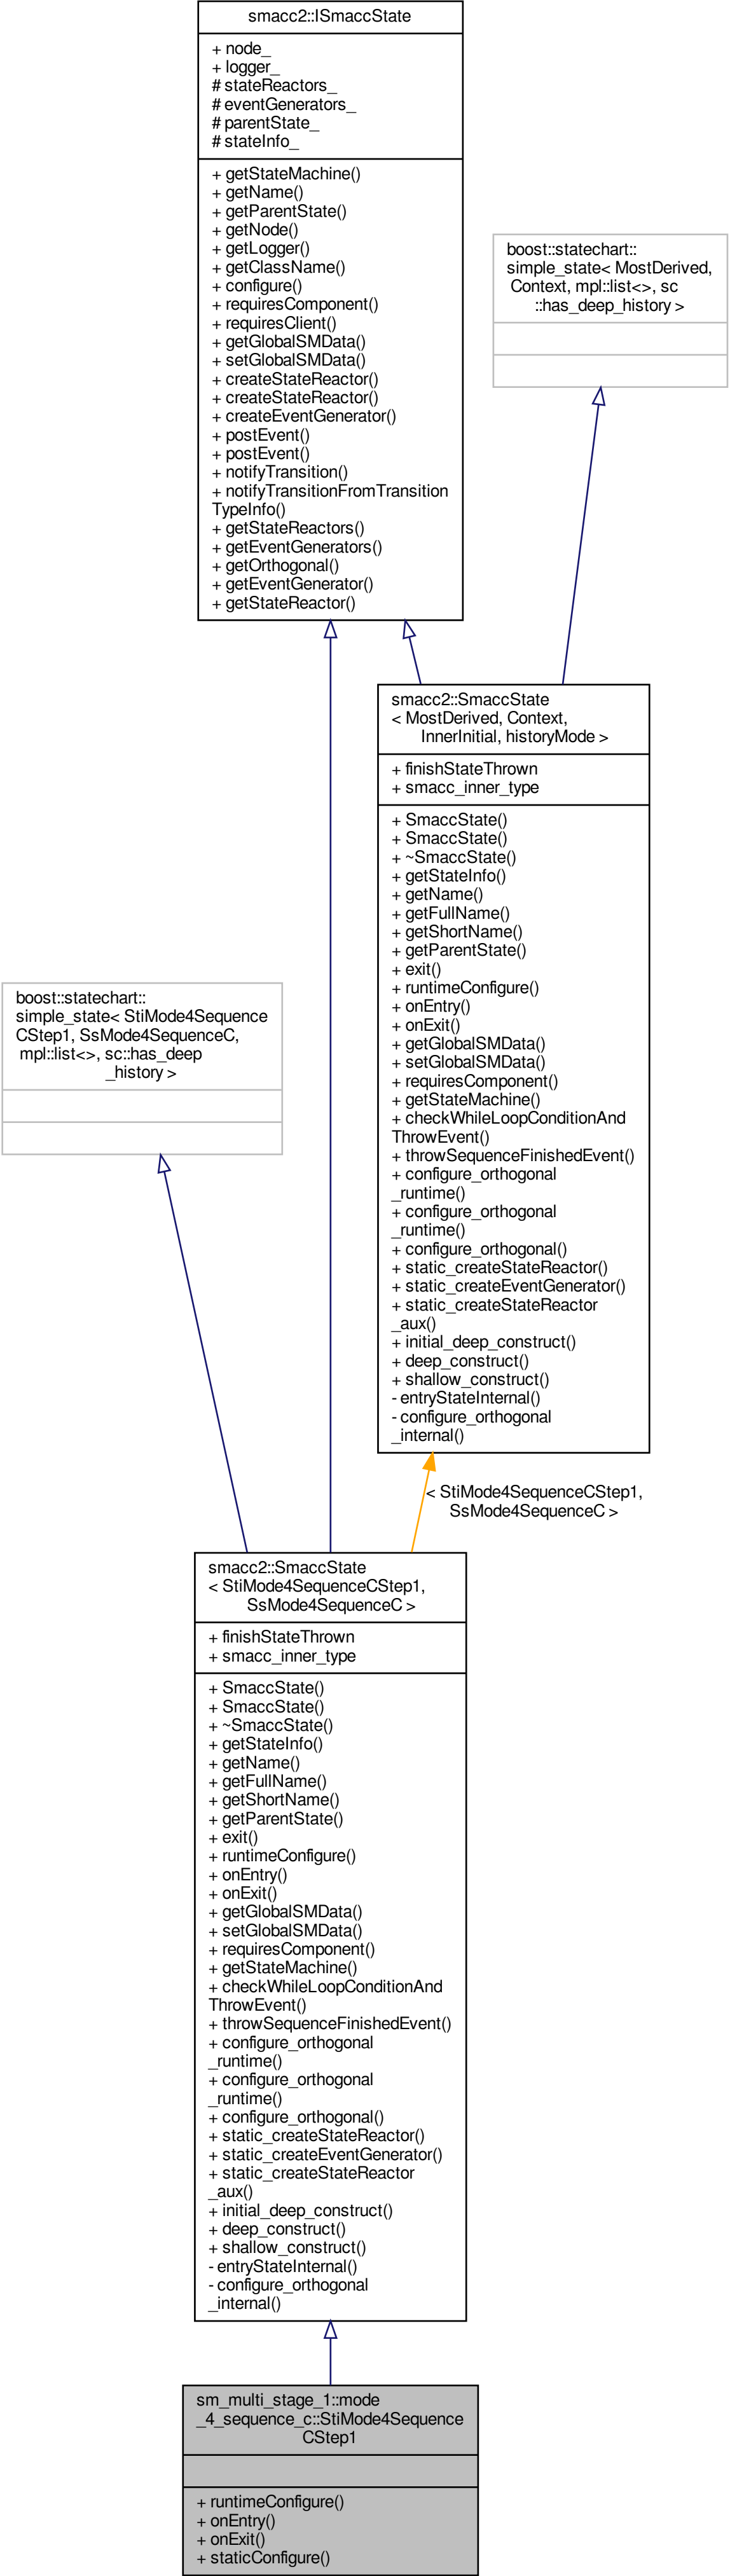 smacc2::ISmaccState
+ node_
+ logger_
# stateReactors_
# eventGenerators_
# parentState_
# stateInfo_
+ getStateMachine()
+ getName()
+ getParentState()
+ getNode()
+ getLogger()
+ getClassName()
+ configure()
+ requiresComponent()
+ requiresClient()
+ getGlobalSMData()
+ setGlobalSMData()
+ createStateReactor()
+ createStateReactor()
+ createEventGenerator()
+ postEvent()
+ postEvent()
+ notifyTransition()
+ notifyTransitionFromTransition
TypeInfo()
+ getStateReactors()
+ getEventGenerators()
+ getOrthogonal()
+ getEventGenerator()
+ getStateReactor()
boost::statechart::
simple_state< MostDerived,
Context, mpl::list<>, sc
::has_deep_history >
smacc2::SmaccState
< MostDerived, Context,
InnerInitial, historyMode >
+ finishStateThrown
+ smacc_inner_type
+ SmaccState()
+ SmaccState()
+ ~SmaccState()
+ getStateInfo()
+ getName()
+ getFullName()
+ getShortName()
+ getParentState()
+ exit()
+ runtimeConfigure()
+ onEntry()
+ onExit()
+ getGlobalSMData()
+ setGlobalSMData()
+ requiresComponent()
+ getStateMachine()
+ checkWhileLoopConditionAnd
ThrowEvent()
+ throwSequenceFinishedEvent()
+ configure_orthogonal
_runtime()
+ configure_orthogonal
_runtime()
+ configure_orthogonal()
+ static_createStateReactor()
+ static_createEventGenerator()
+ static_createStateReactor
_aux()
+ initial_deep_construct()
+ deep_construct()
+ shallow_construct()
- entryStateInternal()
- configure_orthogonal
_internal()
boost::statechart::
simple_state< StiMode4Sequence
CStep1, SsMode4SequenceC,
mpl::list<>, sc::has_deep
_history >
< StiMode4SequenceCStep1,
SsMode4SequenceC >
smacc2::SmaccState
< StiMode4SequenceCStep1,
SsMode4SequenceC >
+ finishStateThrown
+ smacc_inner_type
+ SmaccState()
+ SmaccState()
+ ~SmaccState()
+ getStateInfo()
+ getName()
+ getFullName()
+ getShortName()
+ getParentState()
+ exit()
+ runtimeConfigure()
+ onEntry()
+ onExit()
+ getGlobalSMData()
+ setGlobalSMData()
+ requiresComponent()
+ getStateMachine()
+ checkWhileLoopConditionAnd
ThrowEvent()
+ throwSequenceFinishedEvent()
+ configure_orthogonal
_runtime()
+ configure_orthogonal
_runtime()
+ configure_orthogonal()
+ static_createStateReactor()
+ static_createEventGenerator()
+ static_createStateReactor
_aux()
+ initial_deep_construct()
+ deep_construct()
+ shallow_construct()
- entryStateInternal()
- configure_orthogonal
_internal()
sm_multi_stage_1::mode
_4_sequence_c::StiMode4Sequence
CStep1
+ runtimeConfigure()
+ onEntry()
+ onExit()
+ staticConfigure()